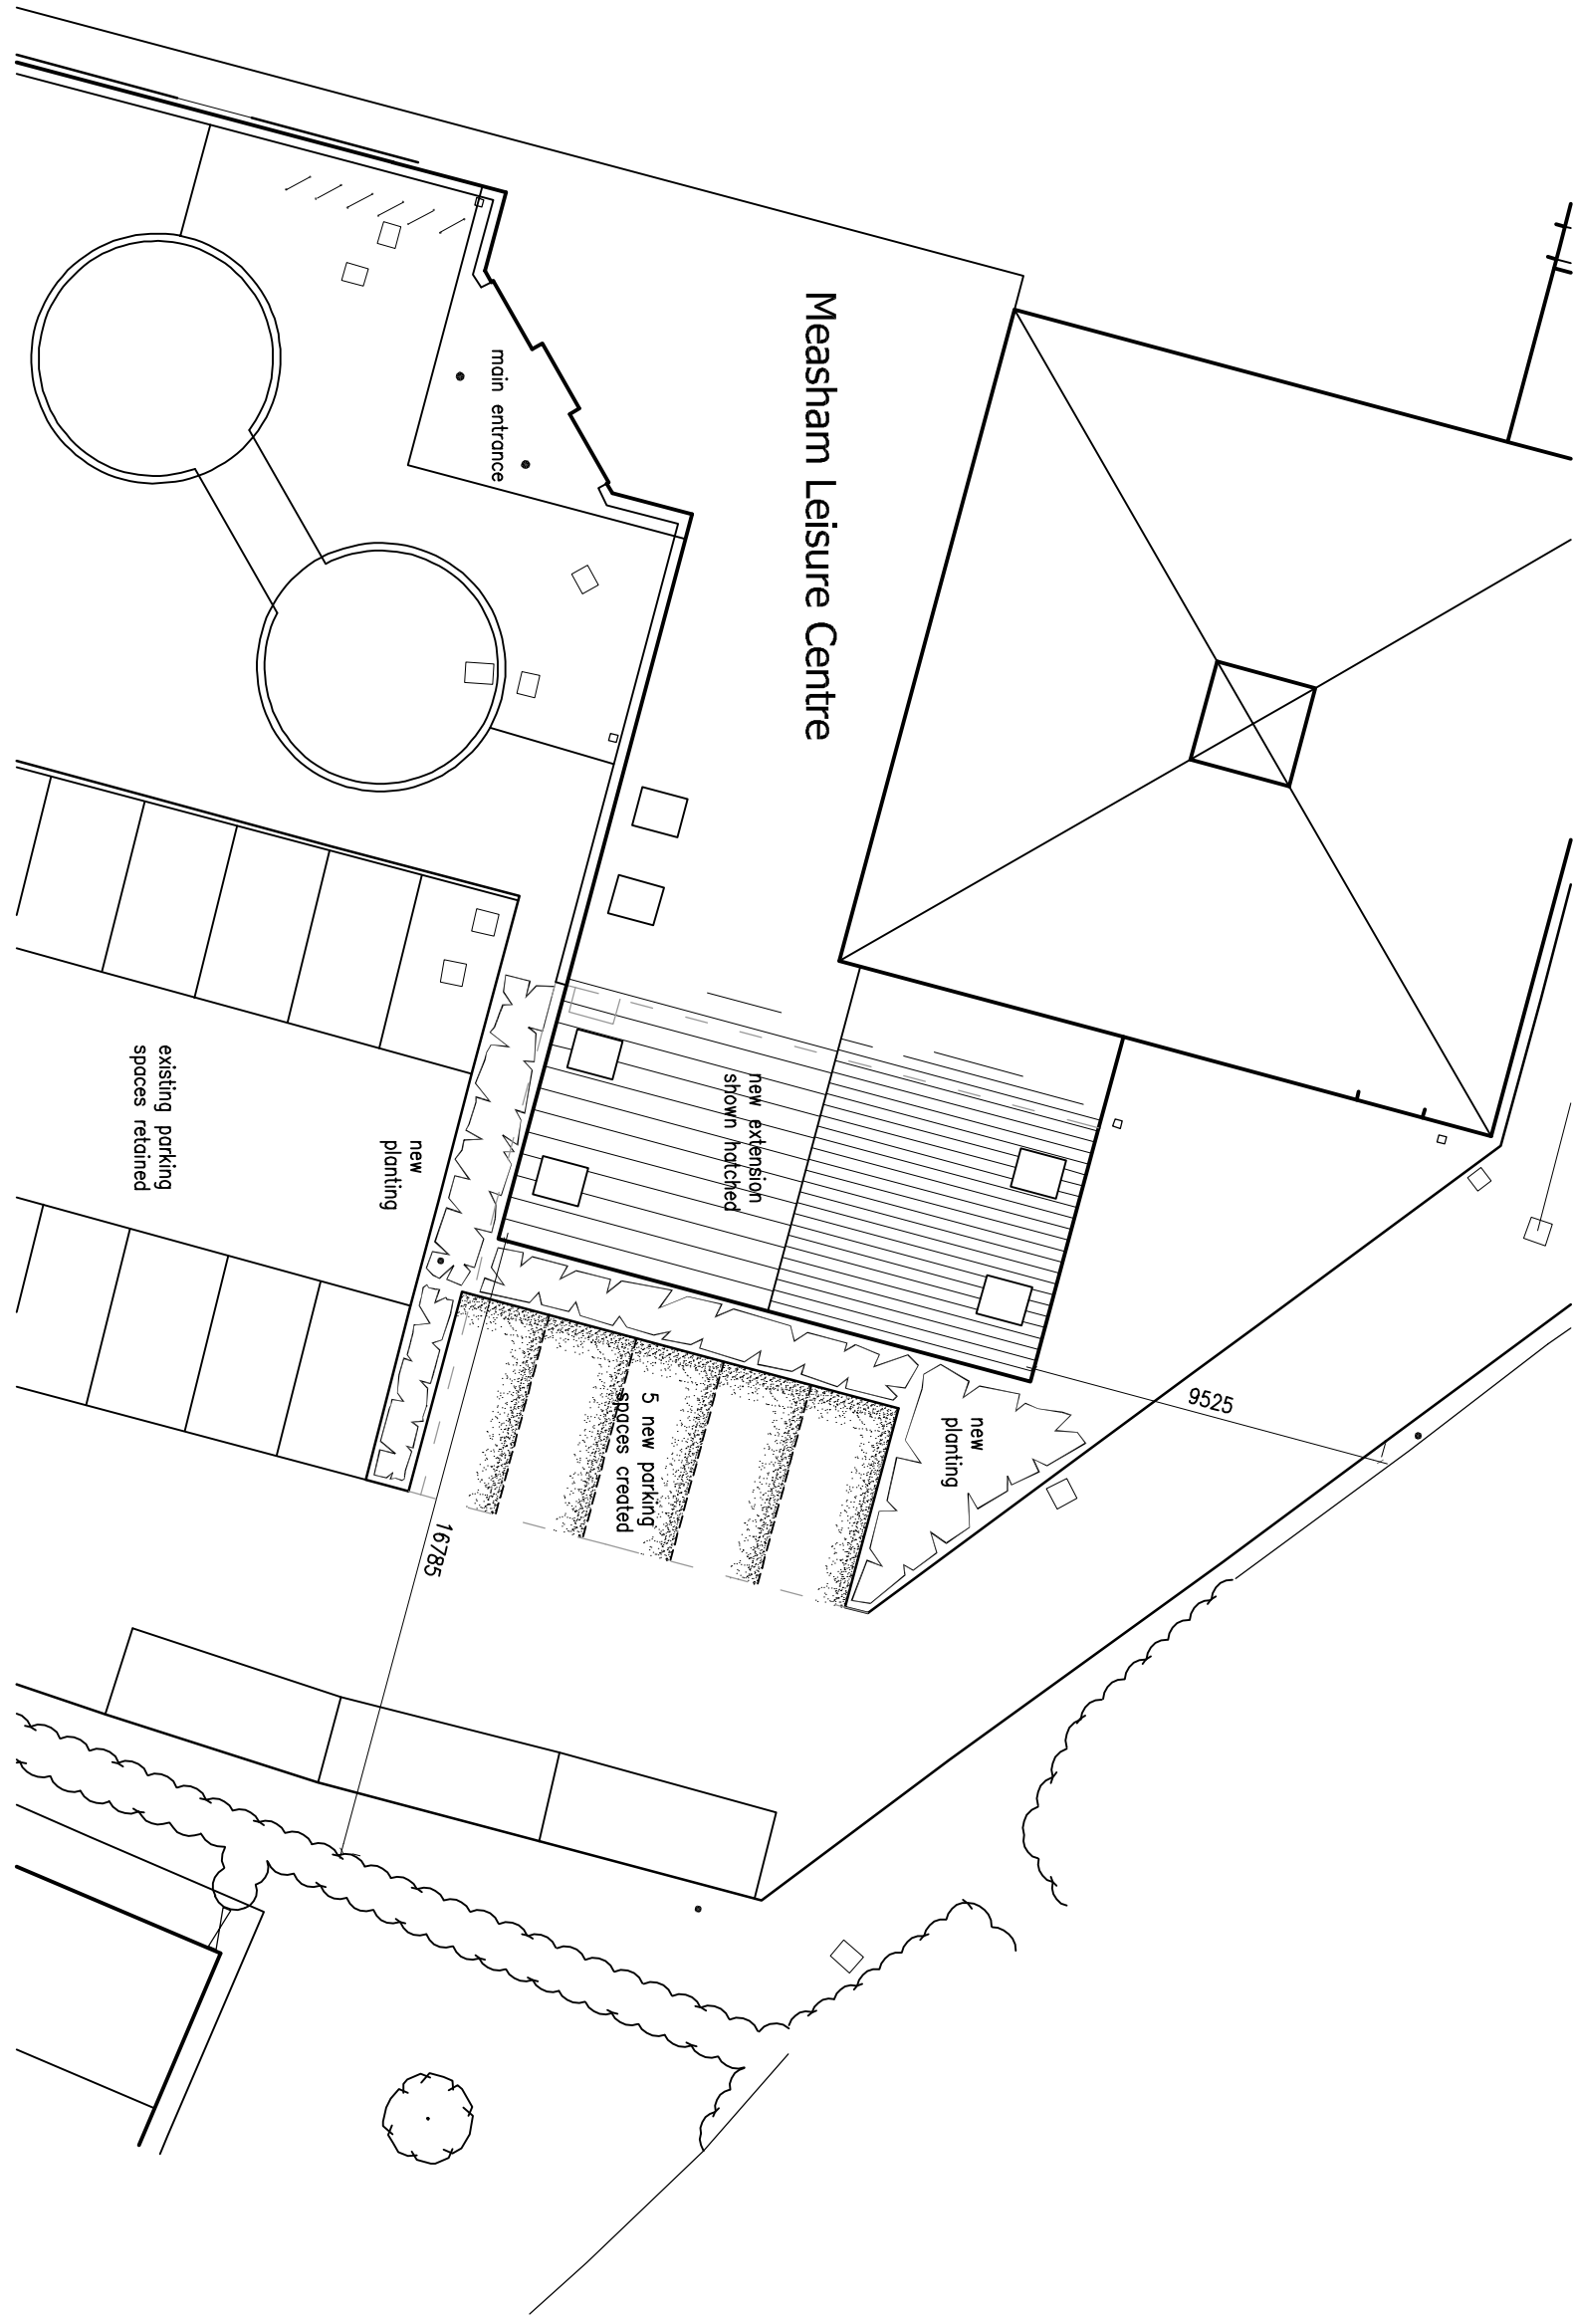 Measham Leisure Centre
main entrance
new extension
shown hatched
existing parking
spaces retained
new
planting
5 new parking
spaces created
new
planting
9525
16785